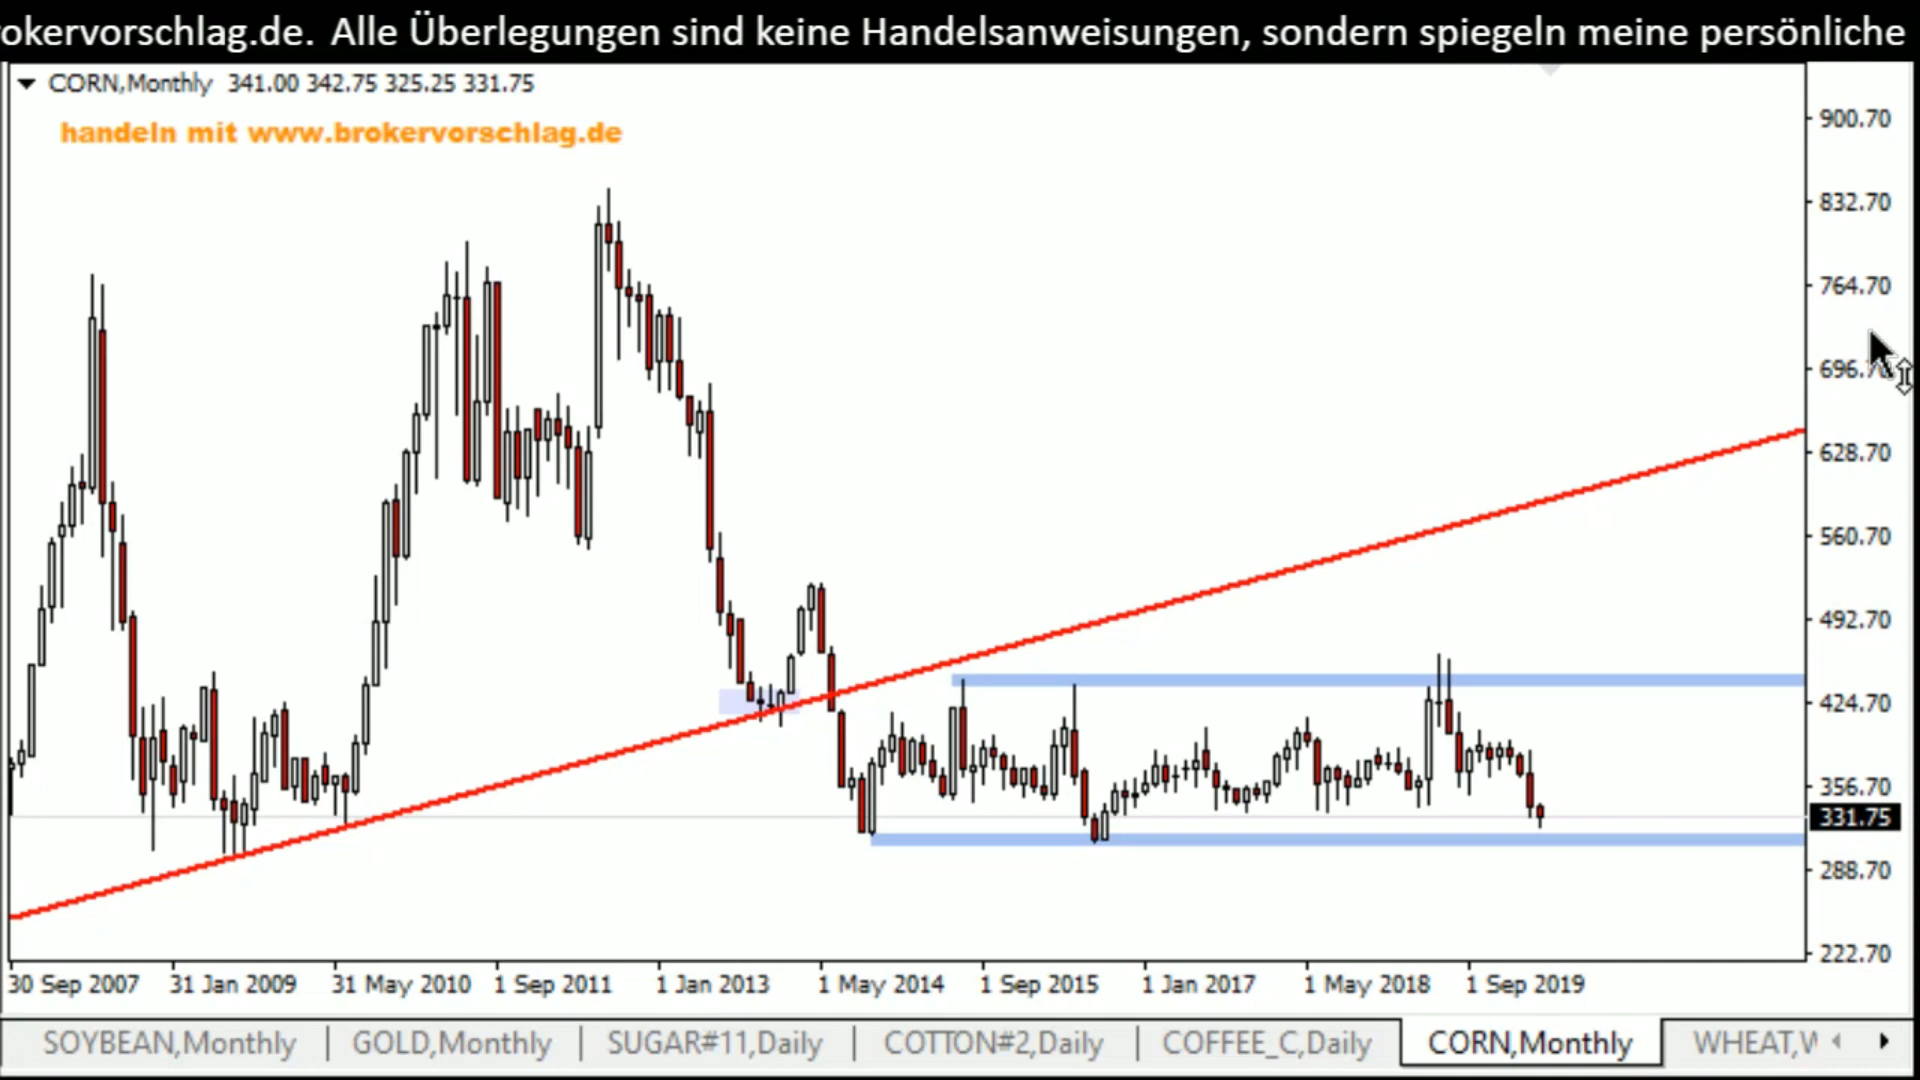 okervorschlag.de. Alle Überlegungen sind keine Handelsanweisungen, sondern spiegeln meine persönliche
CORN,Monthly 341.00 342.75 325.25 331.75
handeln mit www.brokervorschlag.de
900.70
832.70
764.70
696.70
628.70
560.70
492.70
424.70
356.70
331.75
288.70
222.70
30 Sep 2007 31 Jan 2009 31 May 2010 1 Sep 2011 1 Jan 2013 1 May 2014 1 Sep 2015 1 Jan 2017 1 May 2018 1 Sep 2019
SOYBEAN,Monthly GOLD,Monthly SUGAR#11,Daily COTTON#2,Daily COFFEE_C,Daily CORN,Monthly WHEAT,W